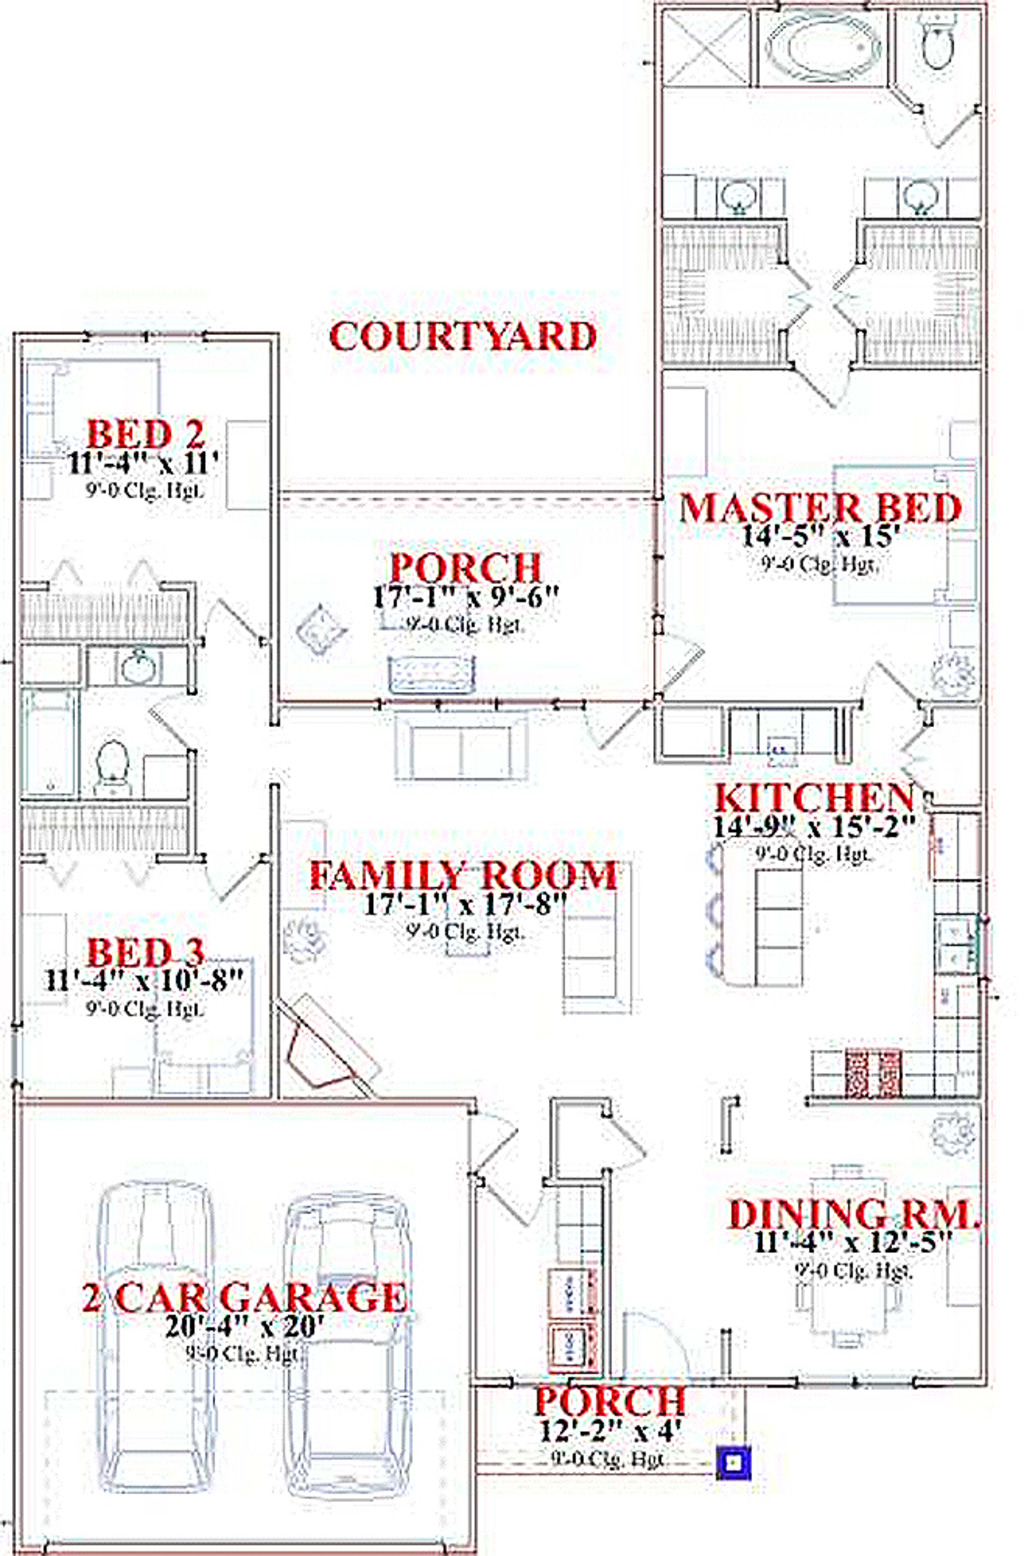 COURTYARD
BED 2
11'-4" x 11'
9'-0 Clg. Hgt.
MASTER BED
14'-5" x 15'
9'-0 Clg. Hgt.
PORCH
17'-1" x 9'-6"
9'-0 Clg. Hgt.
KITCHEN
14'-9" x 15'-2"
9'-0 Clg. Hgt.
FAMILY ROOM
17'-1" x 17'-8"
9'-0 Clg. Hgt.
BED 3
11'-4" x 10'-8"
9'-0 Clg. Hgt.
DINING RM.
11'-4" x 12'-5"
9'-0 Clg. Hgt.
2 CAR GARAGE
20'-4" x 20'
9'-0 Clg. Hgt
PORCH
12'-2" x 4'
9'-0 Clg. Hgt